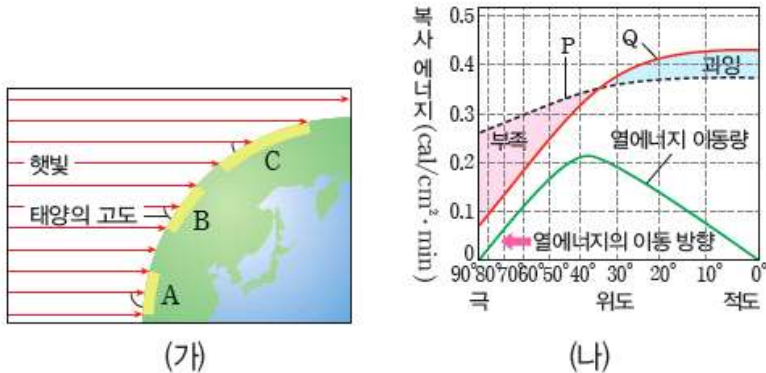 햇빛
태양의 고도
A
B
C
(가)
복사 에너지(cal/cm²· min)
0.5
0.4
0.3
0.2
0.1
0
P
Q
과잉
부족
열에너지 이동량
열에너지의 이동 방향
90° 80° 70° 60° 50° 40° 30° 20° 10° 0°
극 위도 적도
(나)